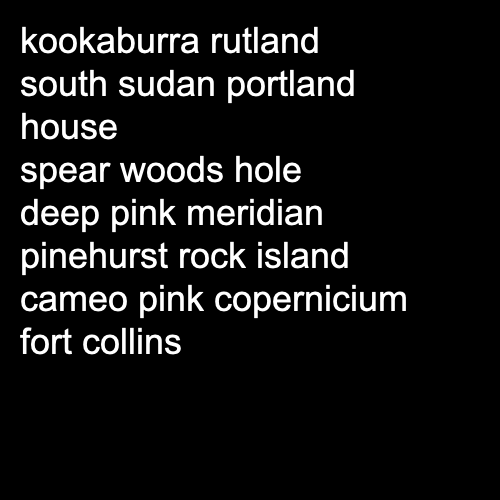 kookaburra rutland
south sudan portland
house
spear woods hole
deep pink meridian
pinehurst rock island
cameo pink copernicium
fort collins